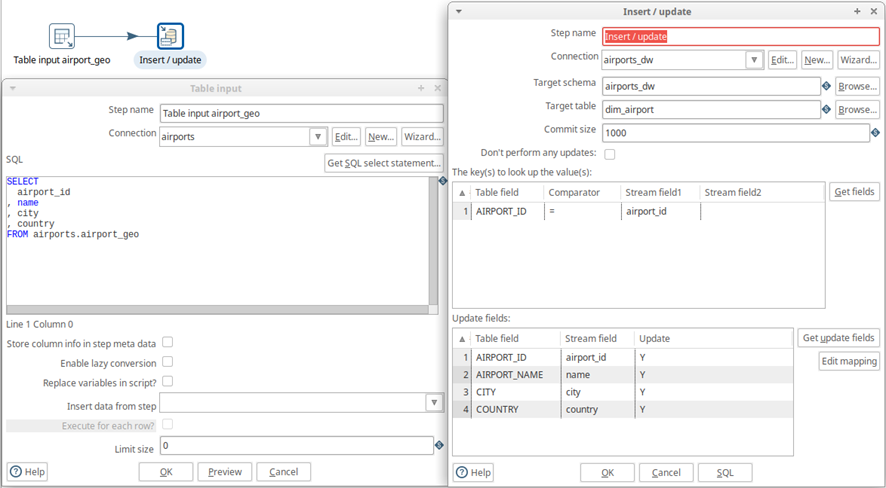 Table input airport_geo
Insert / update
Table input
Step name
Table input airport_geo
Connection
airports
Edit...
New...
Wizard...
SQL
Get SQL select statement...
SELECT
airport_id
, name
, city
, country
FROM airports.airport_geo
Line 1 Column 0
Store column info in step meta data
Enable lazy conversion
Replace variables in script?
Insert data from step
Execute for each row?
Limit size
0
Help
OK
Preview
Cancel
Insert / update
Step name
Insert / update
Connection
airports_dw
Edit...
New...
Wizard...
Target schema
airports_dw
Browse...
Target table
dim_airport
Browse...
Commit size
1000
Don't perform any updates:
The key(s) to look up the value(s):
# Table field Comparator Stream field1 Stream field2
Get fields
1 AIRPORT_ID = airport_id
Update fields:
Table field Stream field Update
Get update fields
1 AIRPORT_ID airport_id Y
Edit mapping
2 AIRPORT_NAME name Y
3 CITY city Y
4 COUNTRY country Y
Help
OK
Cancel
SQL